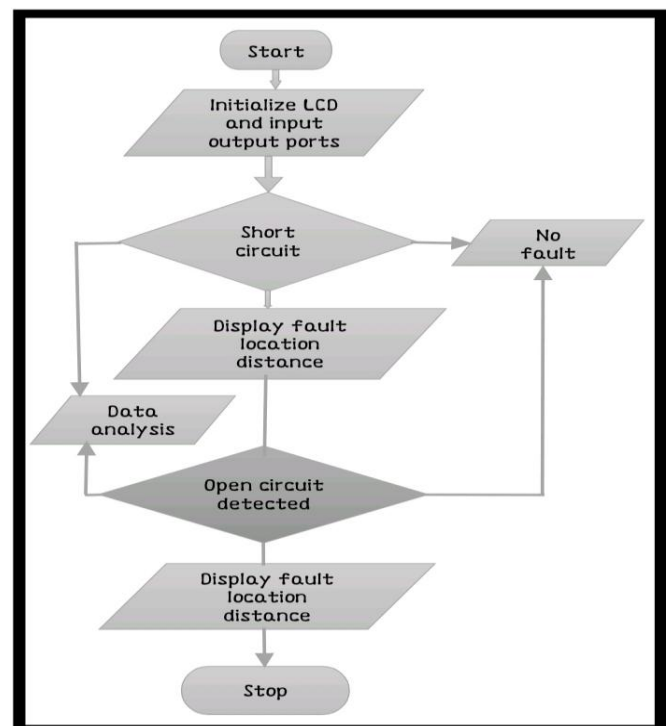 Start
Initialize LCD
and input
output ports
Short
circuit
No
fault
Display fault
location
distance
Data
analysis
Open circuit
detected
Display fault
location
distance
Stop